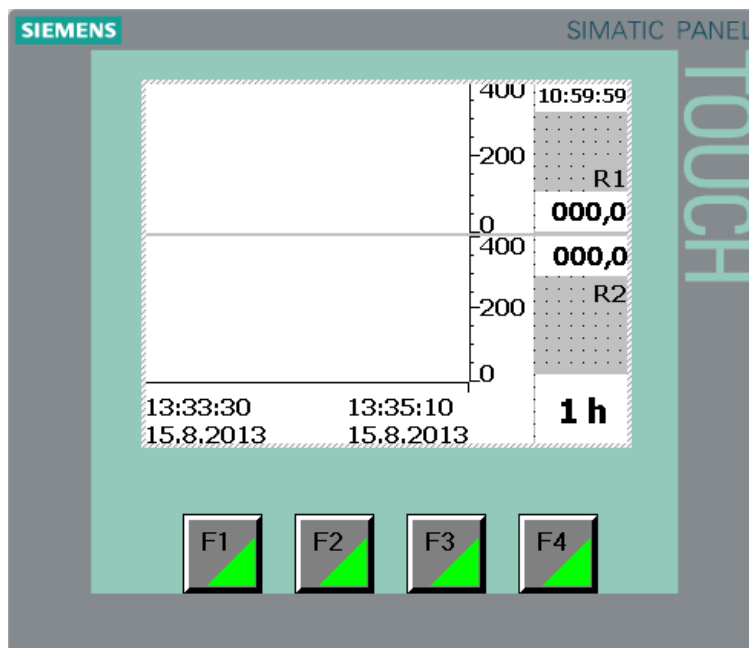 SIEMENS
SIMATIC PANEL
TOUCH
400
10:59:59
200
R1
0
000,0
400
000,0
R2
200
0
13:33:30
13:35:10
1 h
15.8.2013
15.8.2013
F1
F2
F3
F4